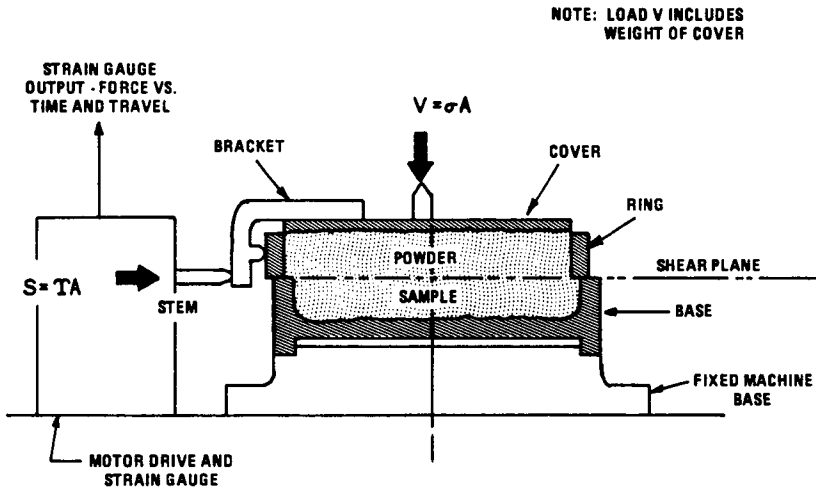 NOTE: LOAD V INCLUDES
WEIGHT OF COVER
STRAIN GAUGE
OUTPUT - FORCE VS.
TIME AND TRAVEL
V = σA
BRACKET
COVER
RING
POWDER
SHEAR PLANE
S = TA
SAMPLE
STEM
BASE
FIXED MACHINE
BASE
MOTOR DRIVE AND
STRAIN GAUGE